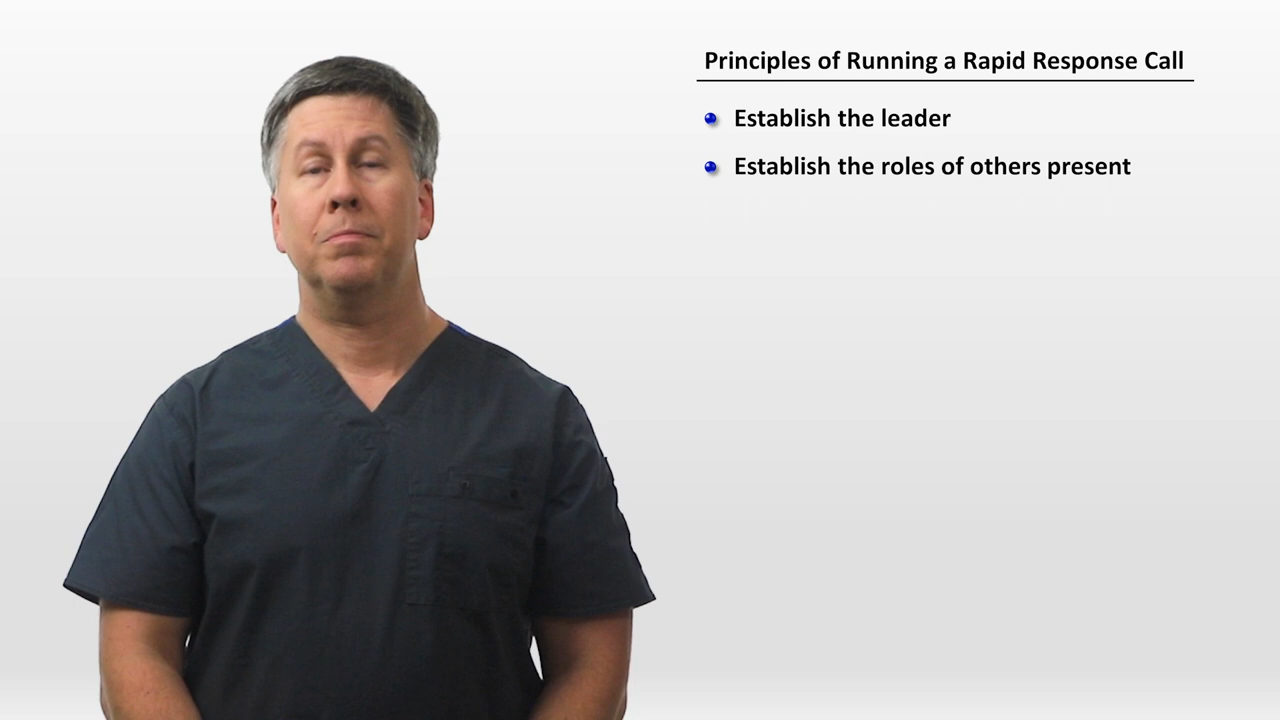 Principles of Running a Rapid Response Call
Establish the leader
Establish the roles of others present